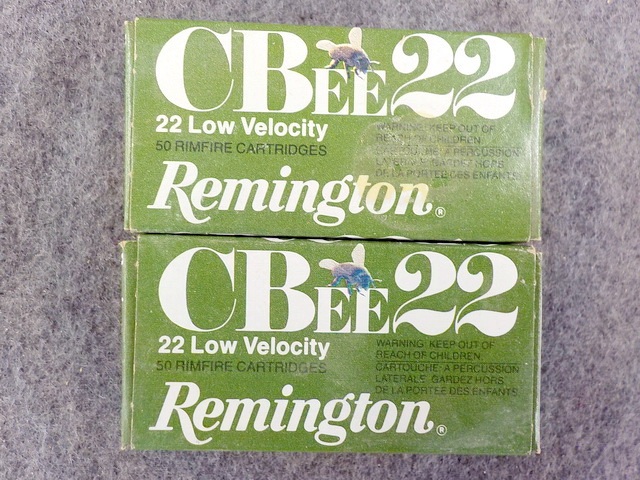 CBEE22
22 Low Velocity
50 RIMFIRE CARTRIDGES
WARNING: KEEP OUT OF
REACH OF CHILDREN
CARTOUCHE A PERCUSSION
LATERALE GARDEZ HORS
DE LA PORTEE DES ENFANTS
Remington®
CBEE22
22 Low Velocity
50 RIMFIRE CARTRIDGES
WARNING: KEEP OUT OF
REACH OF CHILDREN
CARTOUCHE A PERCUSSION
LATERALE GARDEZ HORS
DE LA PORTEE DES ENFANTS
Remington®